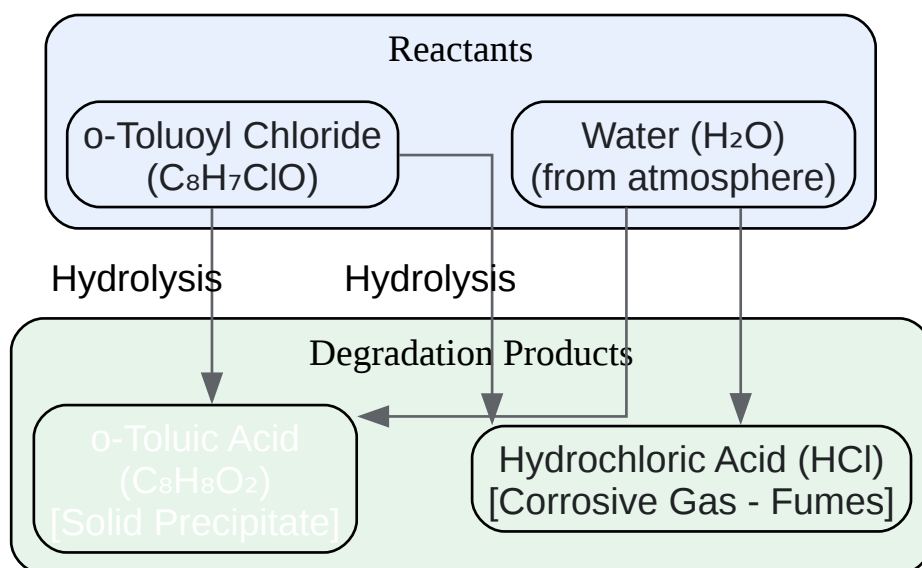 Reactants
o-Toluoyl Chloride
(C₈H₇ClO)
Water (H₂O)
(from atmosphere)
Hydrolysis
Hydrolysis
Degradation Products
o-Toluic Acid
(C₈H₈O₂)
[Solid Precipitate]
Hydrochloric Acid (HCl)
[Corrosive Gas - Fumes]